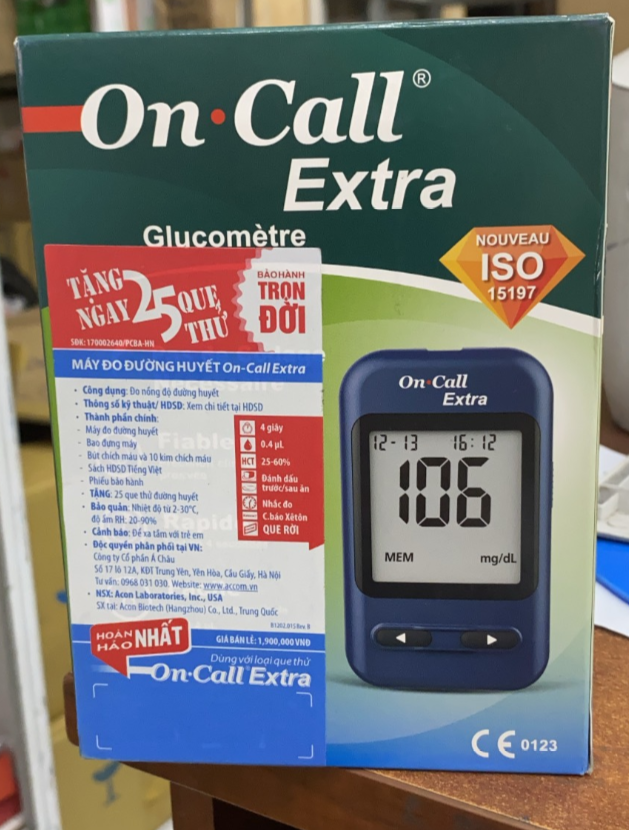 On·Call®
Extra
Glucomètre
NOUVEAU
ISO
15197
TẶNG NGAY 25 QUE THỬ
BẢO HÀNH
TRỌN
ĐỜI
SĐK: 170002640/PCBA-HN
MÁY ĐO ĐƯỜNG HUYẾT On-Call Extra
- Công dụng: Đo nồng độ đường huyết
- Thông số kỹ thuật/ HDSD: Xem chi tiết tại HDSD
- Thành phần chính:
- Máy đo đường huyết
- Bao đựng máy
- Bút chích máu và 10 kim chích máu
- Sách HDSD Tiếng Việt
- Phiếu bảo hành
- TẶNG: 25 que thử đường huyết
- Bảo quản: Nhiệt độ từ 2-30°C,
độ ẩm RH: 20-90%
- Cảnh báo: Để xa tầm với trẻ em
- Độc quyền phân phối tại VN:
Công ty Cổ phần Á Châu
Số 17 lô 12A, KĐT Trung Yên, Yên Hòa, Cầu Giấy, Hà Nội
Tư vấn: 0968 031 030. Website: www.accom.vn
- NSX: Acon Laboratories, Inc., USA
SX tại: Acon Biotech (Hangzhou) Co., Ltd., Trung Quốc
4 giây
0.4 µL
HCT 25-60%
Đánh dấu
trước/sau ăn
Nhắc đo
C.báo Xêtôn
QUE RỜI
HOÀN HẢO NHẤT
GIÁ BÁN LẺ: 1,900,000VNĐ
Dùng với loại que thử
On·Call® Extra
On·Call
Extra
12-13 16:12
106
MEM mg/dL
CE 0123